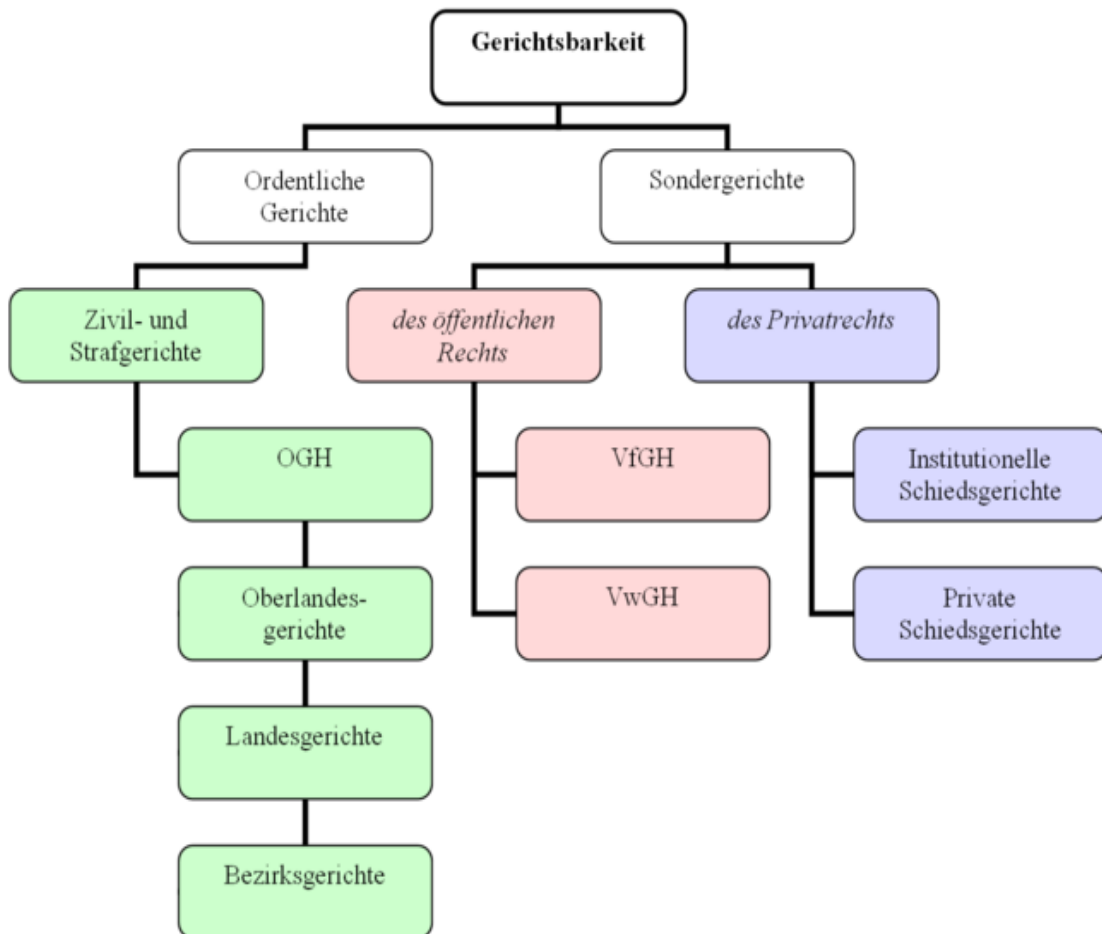 Gerichtsbarkeit
Ordentliche
Gerichte
Sondergerichte
Zivil- und
Strafgerichte
des öffentlichen
Rechts
des Privatrechts
OGH
VfGH
Institutionelle
Schiedsgerichte
Oberlandes-
gerichte
VwGH
Private
Schiedsgerichte
Landesgerichte
Bezirksgerichte